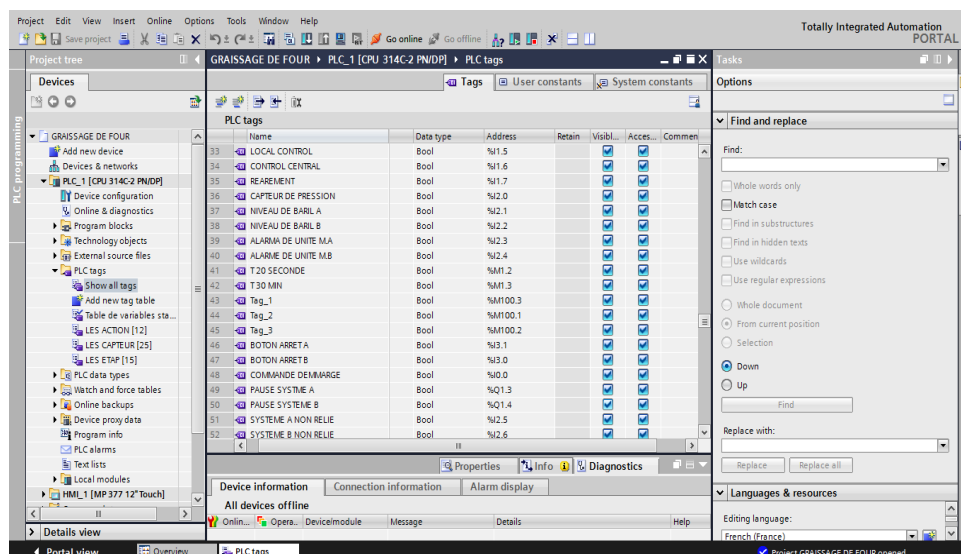 Project Edit View Insert Online Options Tools Window Help
Totally Integrated Automation
PORTAL
Save project Go online Go offline
Project tree
GRAISSAGE DE FOUR PLC_1 [CPU 314C-2 PN/DP] PLC tags
Tasks
Devices
Tags User constants System constants
Options
PLC programming
PLC tags
Find and replace
Name Data type Address Retain Visibl... Acces... Commen
33 LOCAL CONTROL Bool %I1.5
34 CONTROL CENTRAL Bool %I1.6
35 REAREMENT Bool %I1.7
36 CAPTEUR DE PRESSION Bool %I2.0
37 NIVEAU DE BARIL A Bool %I2.1
38 NIVEAU DE BARIL B Bool %I2.2
39 ALARMA DE UNITE M.A Bool %I2.3
40 ALARME DE UNITE M.B Bool %I2.4
41 T20 SECONDE Bool %M1.2
42 T30 MIN Bool %M1.3
43 Tag_1 Bool %M100.3
44 Tag_2 Bool %M100.1
45 Tag_3 Bool %M100.2
46 BOTON ARRET A Bool %I3.1
47 BOTON ARRET B Bool %I3.0
48 COMMANDE DEMMARGE Bool %I0.0
49 PAUSE SYSTME A Bool %Q1.3
50 PAUSE SYSTEME B Bool %Q1.4
51 SYSTEME A NON RELIE Bool %I2.5
52 SYSTEME B NON RELIE Bool %I2.6
GRAISSAGE DE FOUR
Add new device
Devices & networks
PLC_1 [CPU 314C-2 PN/DP]
Device configuration
Online & diagnostics
Program blocks
Technology objects
External source files
PLC tags
Show all tags
Add new tag table
Table de variables sta...
LES ACTION [12]
LES CAPTEUR [25]
LES ETAP [15]
PLC data types
Watch and force tables
Online backups
Device proxy data
Program info
PLC alarms
Text lists
Local modules
HMI_1 [MP 377 12" Touch]
Details view
Find:
Whole words only
Match case
Find in substructures
Find in hidden texts
Use wildcards
Use regular expressions
Whole document
From current position
Selection
Down
Up
Find
Replace with:
Replace Replace all
Languages & resources
Editing language:
French (France)
Properties Info Diagnostics
Device information Connection information Alarm display
All devices offline
Onlin... Opera... Device/module Message Details Help
Portal view Overview PLC tags
Project GRAISSAGE DE FOUR opened